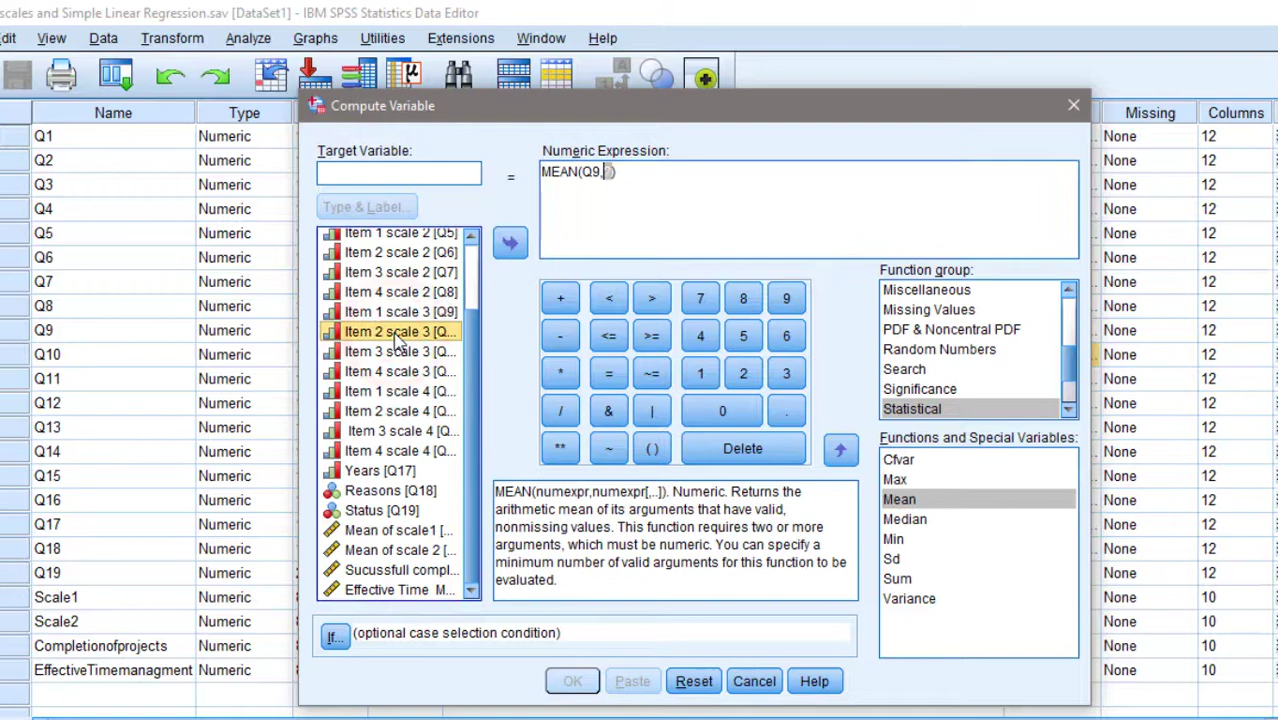 scales and Simple Linear Regression.sav [DataSet1] - IBM SPSS Statistics Data Editor
dit View Data Transform Analyze Graphs Utilities Extensions Window Help
Name Type Missing Columns
Q1 Numeric None 12
Q2 Numeric None 12
Q3 Numeric None 12
Q4 Numeric None 12
Q5 Numeric None 12
Q6 Numeric None 12
Q7 Numeric None 12
Q8 Numeric None 12
Q9 Numeric None 12
Q10 Numeric None 12
Q11 Numeric None 12
Q12 Numeric None 12
Q13 Numeric None 12
Q14 Numeric None 12
Q15 Numeric None 12
Q16 Numeric None 12
Q17 Numeric None 12
Q18 Numeric None 12
Q19 Numeric None 12
Scale1 Numeric None 10
Scale2 Numeric None 10
Completionofprojects Numeric None 10
EffectiveTimemanagment Numeric None 10
Compute Variable
Target Variable:
=
Type & Label...
Numeric Expression:
MEAN(Q9,?)
Item 1 scale 2 [Q5]
Item 2 scale 2 [Q6]
Item 3 scale 2 [Q7]
Item 4 scale 2 [Q8]
Item 1 scale 3 [Q9]
Item 2 scale 3 [Q...
Item 3 scale 3 [Q...
Item 4 scale 3 [Q...
Item 1 scale 4 [Q...
Item 2 scale 4 [Q...
Item 3 scale 4 [Q...
Item 4 scale 4 [Q...
Years [Q17]
Reasons [Q18]
Status [Q19]
Mean of scale1 [...
Mean of scale 2 [...
Sucussfull compl...
Effective Time M...
+ < > 7 8 9
- <= >= 4 5 6
* = ~= 1 2 3
/ & | 0 .
** ~ ( ) Delete
Function group:
Miscellaneous
Missing Values
PDF & Noncentral PDF
Random Numbers
Search
Significance
Statistical
Functions and Special Variables:
Cfvar
Max
Mean
Median
Min
Sd
Sum
Variance
MEAN(numexpr,numexpr[,..]). Numeric. Returns the
arithmetic mean of its arguments that have valid,
nonmissing values. This function requires two or more
arguments, which must be numeric. You can specify a
minimum number of valid arguments for this function to be
evaluated.
If... (optional case selection condition)
OK Paste Reset Cancel Help